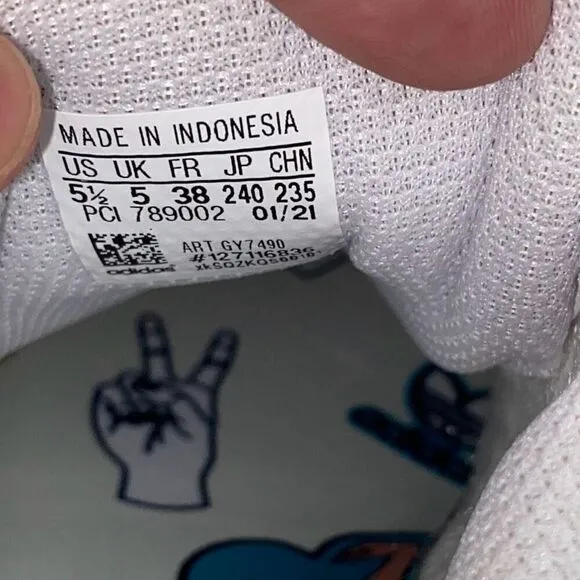 MADE IN INDONESIA
US UK FR JP CHN
5½ 5 38 240 235
PCI 789002 01/21
ART GY7490
#127116836
adidas